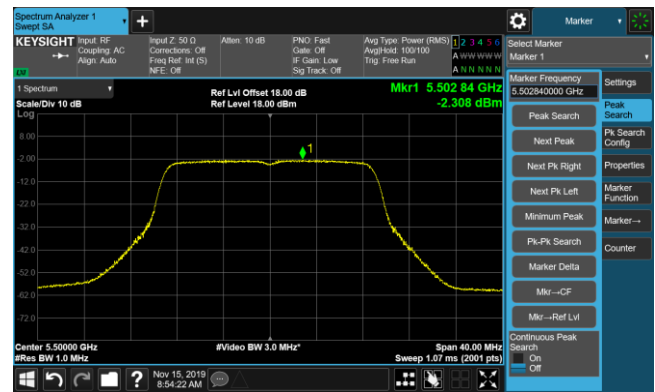 Spectrum Analyzer 1
Swept SA
+
Marker
KEYSIGHT
Input: RF
Coupling: AC
Align: Auto
Input Z: 50 Ω
Corrections: Off
Freq Ref: Int (S)
NFE: Off
Atten: 10 dB
PNO: Fast
Gate: Off
IF Gain: Low
Sig Track: Off
Avg Type: Power (RMS)
Avg|Hold: 100/100
Trig: Free Run
1 2 3 4 5 6
A W W W W W
A N N N N N
Select Marker
Marker 1
1 Spectrum
Scale/Div 10 dB
Ref Lvl Offset 18.00 dB
Ref Level 18.00 dBm
Mkr1 5.502 84 GHz
-2.308 dBm
Log
8.00
-2.00
-12.0
-22.0
-32.0
-42.0
-52.0
-62.0
-72.0
1
Center 5.50000 GHz
#Res BW 1.0 MHz
#Video BW 3.0 MHz*
Span 40.00 MHz
Sweep 1.07 ms (2001 pts)
Marker Frequency
5.502840000 GHz
Peak Search
Next Peak
Next Pk Right
Next Pk Left
Minimum Peak
Pk-Pk Search
Marker Delta
Mkr→CF
Mkr→Ref Lvl
Continuous Peak
Search
On
Off
Settings
Peak
Search
Pk Search
Config
Properties
Marker
Function
Marker→
Counter
?
Nov 15, 2019
8:54:22 AM